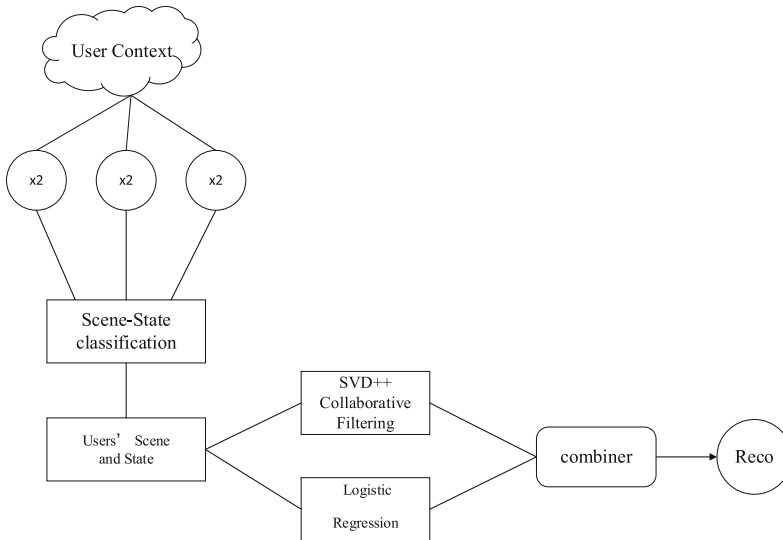 User Context
x2
x2
x2
Scene-State
classification
Users’ Scene
and State
SVD++
Collaborative
Filtering
Logistic
Regression
combiner
Reco